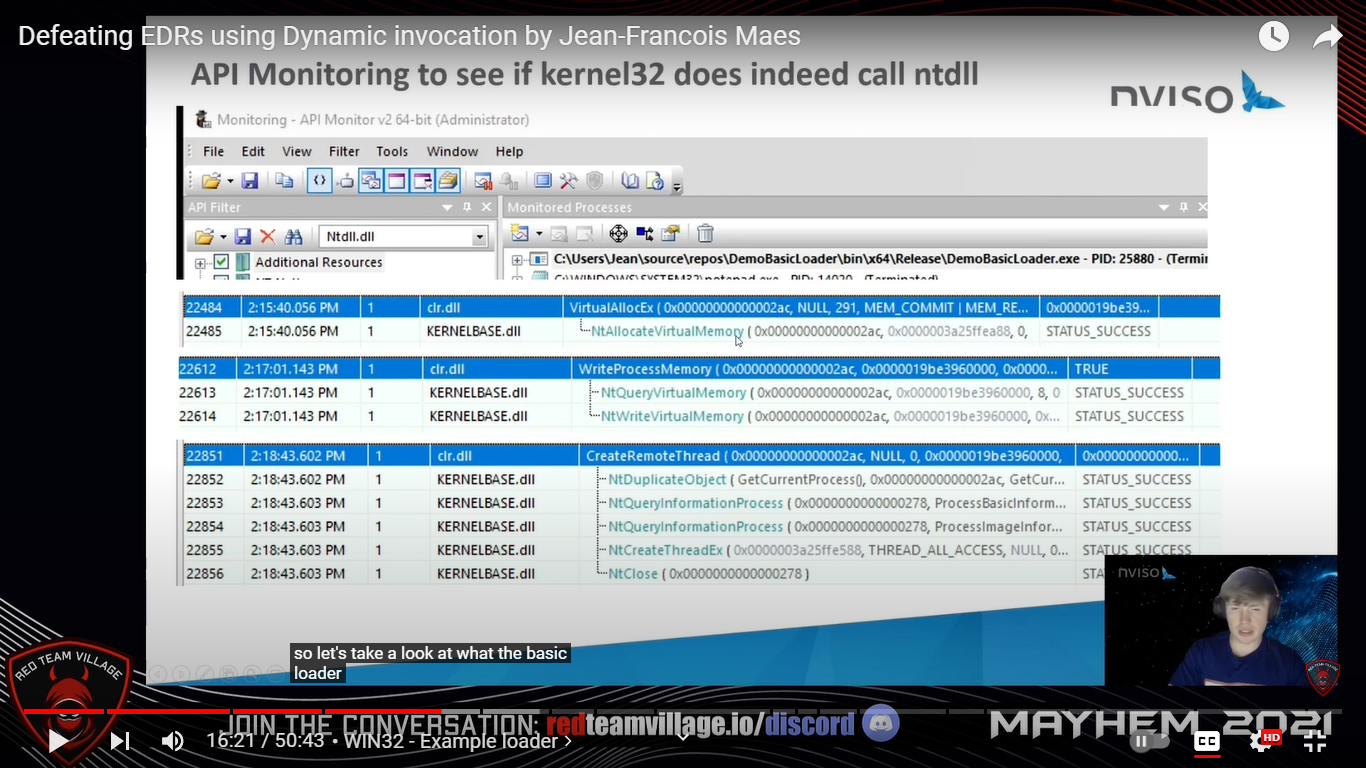 Defeating EDRs using Dynamic invocation by Jean-Francois Maes
API Monitoring to see if kernel32 does indeed call ntdll
NVISO
Monitoring - API Monitor v2 64-bit (Administrator)
File Edit View Filter Tools Window Help
API Filter
Monitored Processes
Ntdll.dll
Additional Resources
C:\Users\Jean\source\repos\DemoBasicLoader\bin\x64\Release\DemoBasicLoader.exe - PID: 25880 - (Termin
22484 2:15:40.056 PM 1 clr.dll VirtualAllocEx ( 0x00000000000002ac, NULL, 291, MEM_COMMIT | MEM_RE... 0x0000019be39...
22485 2:15:40.056 PM 1 KERNELBASE.dll NtAllocateVirtualMemory ( 0x00000000000002ac, 0x0000003a25ffea88, 0, STATUS_SUCCESS
22612 2:17:01.143 PM 1 clr.dll WriteProcessMemory ( 0x00000000000002ac, 0x0000019be3960000, 0x0000... TRUE
22613 2:17:01.143 PM 1 KERNELBASE.dll NtQueryVirtualMemory ( 0x00000000000002ac, 0x0000019be3960000, 8, 0 STATUS_SUCCESS
22614 2:17:01.143 PM 1 KERNELBASE.dll NtWriteVirtualMemory ( 0x00000000000002ac, 0x0000019be3960000, 0x... STATUS_SUCCESS
22851 2:18:43.602 PM 1 clr.dll CreateRemoteThread ( 0x00000000000002ac, NULL, 0, 0x0000019be3960000, 0x00000000000...
22852 2:18:43.602 PM 1 KERNELBASE.dll NtDuplicateObject ( GetCurrentProcess(), 0x00000000000002ac, GetCur... STATUS_SUCCESS
22853 2:18:43.602 PM 1 KERNELBASE.dll NtQueryInformationProcess ( 0x0000000000000278, ProcessBasicInform... STATUS_SUCCESS
22854 2:18:43.602 PM 1 KERNELBASE.dll NtQueryInformationProcess ( 0x0000000000000278, ProcessImageInfor... STATUS_SUCCESS
22855 2:18:43.603 PM 1 KERNELBASE.dll NtCreateThreadEx ( 0x0000003a25ffe588, THREAD_ALL_ACCESS, NULL, 0... STATUS_SUCCESS
22856 2:18:43.603 PM 1 KERNELBASE.dll NtClose ( 0x0000000000000278 ) STA
NVISO
so let's take a look at what the basic
loader
RED TEAM VILLAGE
JOIN THE CONVERSATION: redteamvillage.io/discord
MAYHEM 2021
16:21 / 50:43 • WIN32 - Example loader
CC
HD